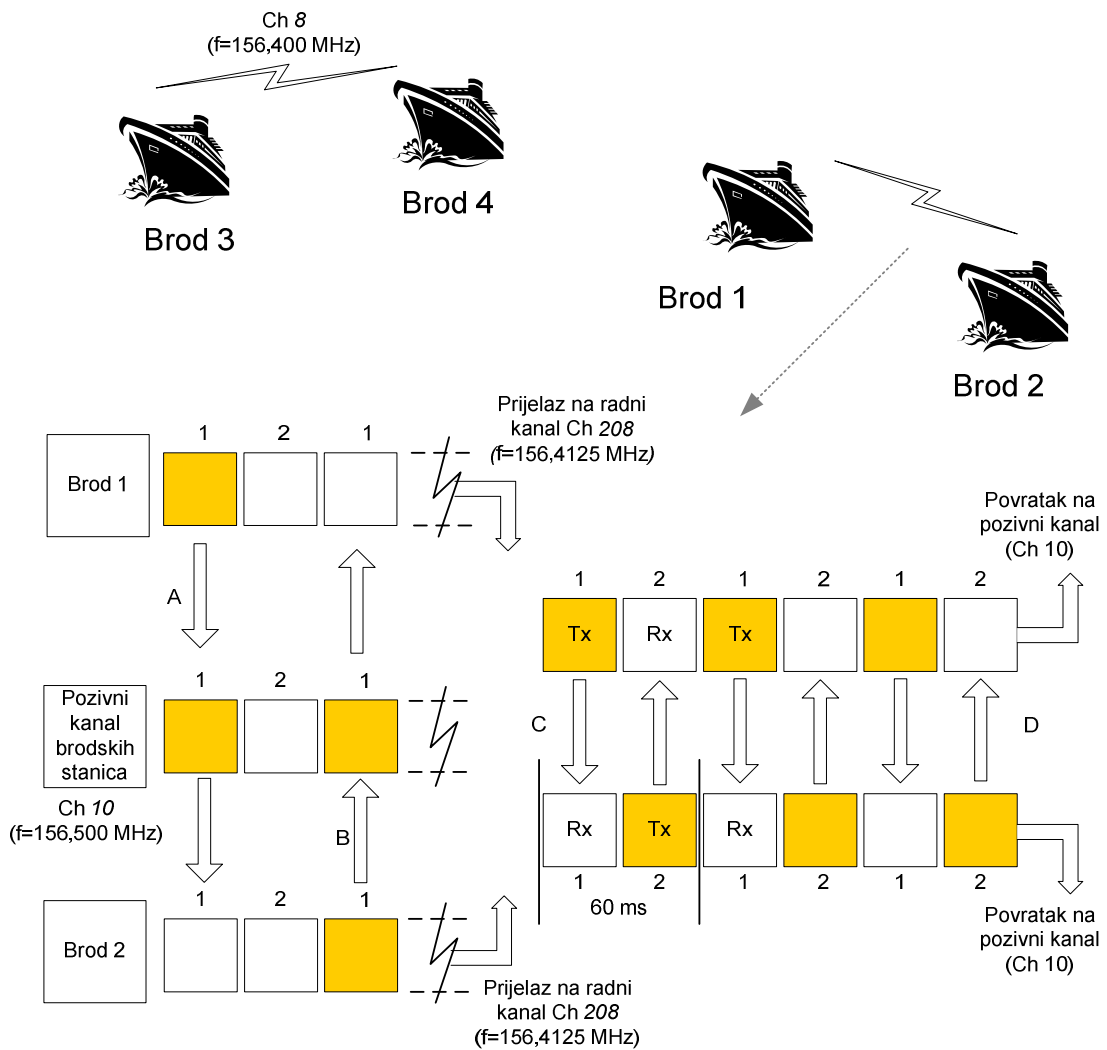 Ch 8
(f=156,400 MHz)
Brod 3
Brod 4
Brod 1
Brod 2
Prijelaz na radni
kanal Ch 208
(f=156,4125 MHz)
1 2 1
Brod 1
A
1 2 1
Pozivni
kanal
brodskih
stanica
Ch 10
(f=156,500 MHz)
B
1 2 1
Brod 2
Prijelaz na radni
kanal Ch 208
(f=156,4125 MHz)
Povratak na
pozivni kanal
(Ch 10)
1 2 1 2 1 2
Tx Rx Tx
C
D
Rx Tx Rx
1 2 1 2 1 2
60 ms
Povratak na
pozivni kanal
(Ch 10)